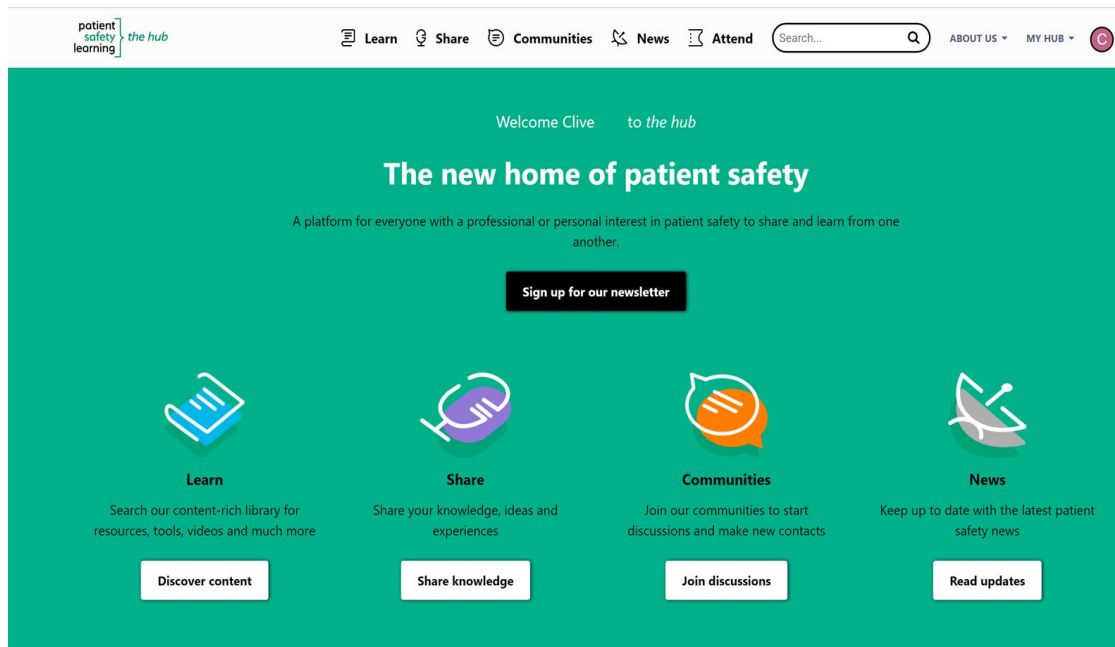 patient
safety
learning
the hub
Learn
Share
Communities
News
Attend
Search...
ABOUT US
MY HUB
C
Welcome Clive to the hub
The new home of patient safety
A platform for everyone with a professional or personal interest in patient safety to share and learn from one
another.
Sign up for our newsletter
Learn
Search our content-rich library for
resources, tools, videos and much more
Discover content
Share
Share your knowledge, ideas and
experiences
Share knowledge
Communities
Join our communities to start
discussions and make new contacts
Join discussions
News
Keep up to date with the latest patient
safety news
Read updates